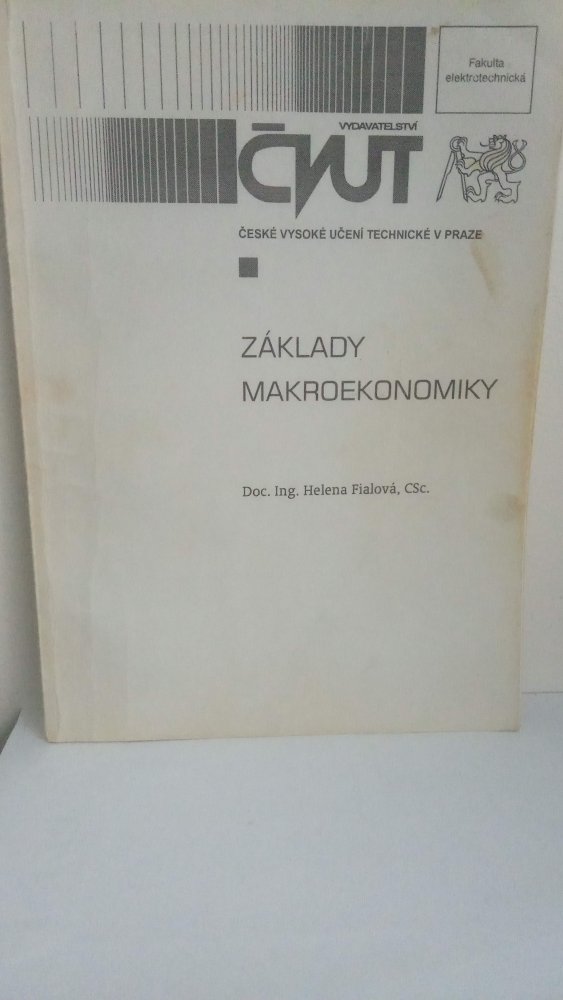 Fakulta
elektrotechnická
VYDAVATELSTVÍ
ČVUT
ČESKÉ VYSOKÉ UČENÍ TECHNICKÉ V PRAZE
ZÁKLADY
MAKROEKONOMIKY
Doc. Ing. Helena Fialová, CSc.